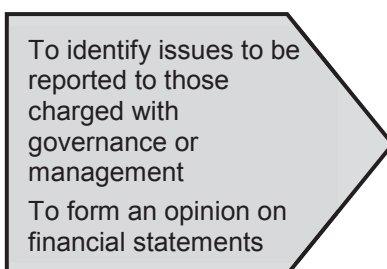 To identify issues to be
reported to those
charged with
governance or
management
To form an opinion on
financial statements